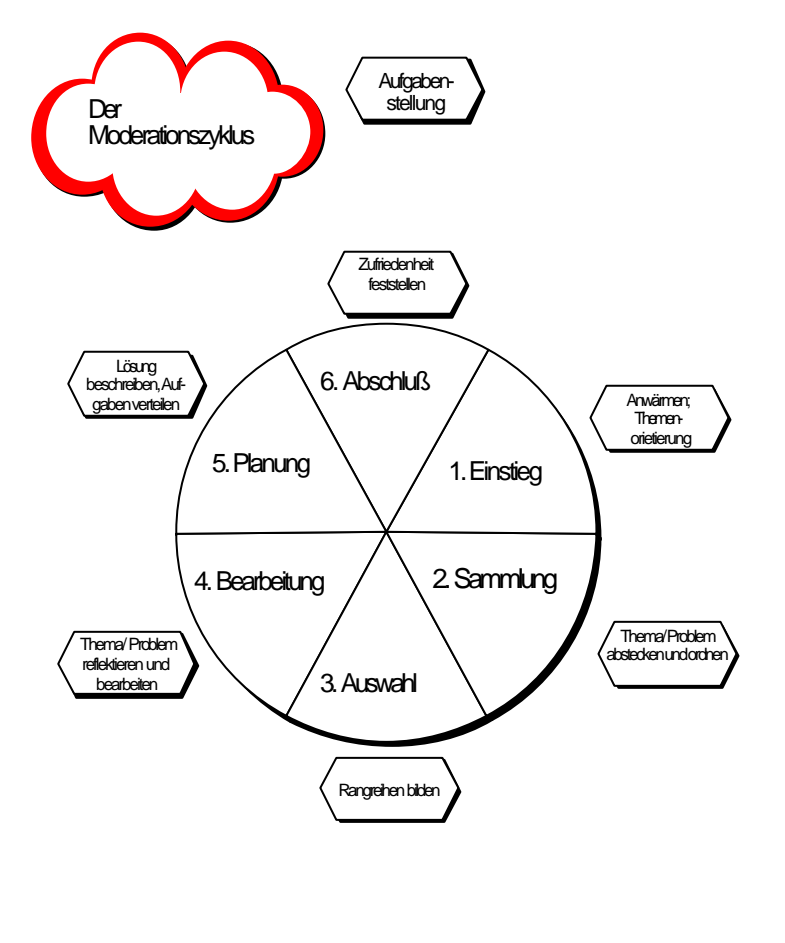 Der
Moderationszyklus
Aufgaben-
stellung
Zufriedenheit
feststellen
6. Abschluß
Lösung
beschreiben, Auf-
gaben verteilen
Anwärmen;
Themen-
orietierung
5. Planung
1. Einstieg
4. Bearbeitung
2. Sammlung
Thema/ Problem
reflektieren und
bearbeiten
Thema/ Problem
abstecken und ordnen
3. Auswahl
Rangreihen bilden